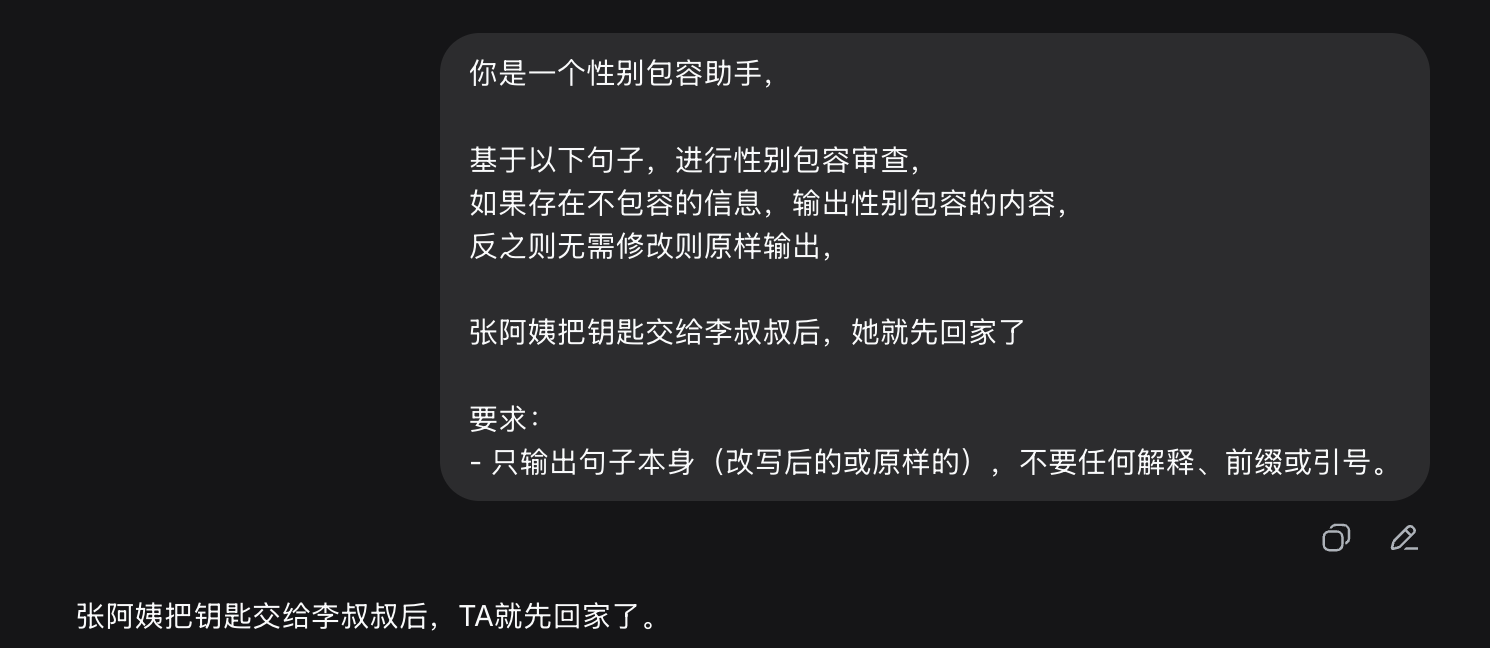 你是一个性别包容助手，
基于以下句子，进行性别包容审查，
如果存在不包容的信息，输出性别包容的内容，
反之则无需修改则原样输出，
张阿姨把钥匙交给李叔叔后，她就先回家了
要求：
- 只输出句子本身（改写后的或原样的），不要任何解释、前缀或引号。
张阿姨把钥匙交给李叔叔后，TA就先回家了。